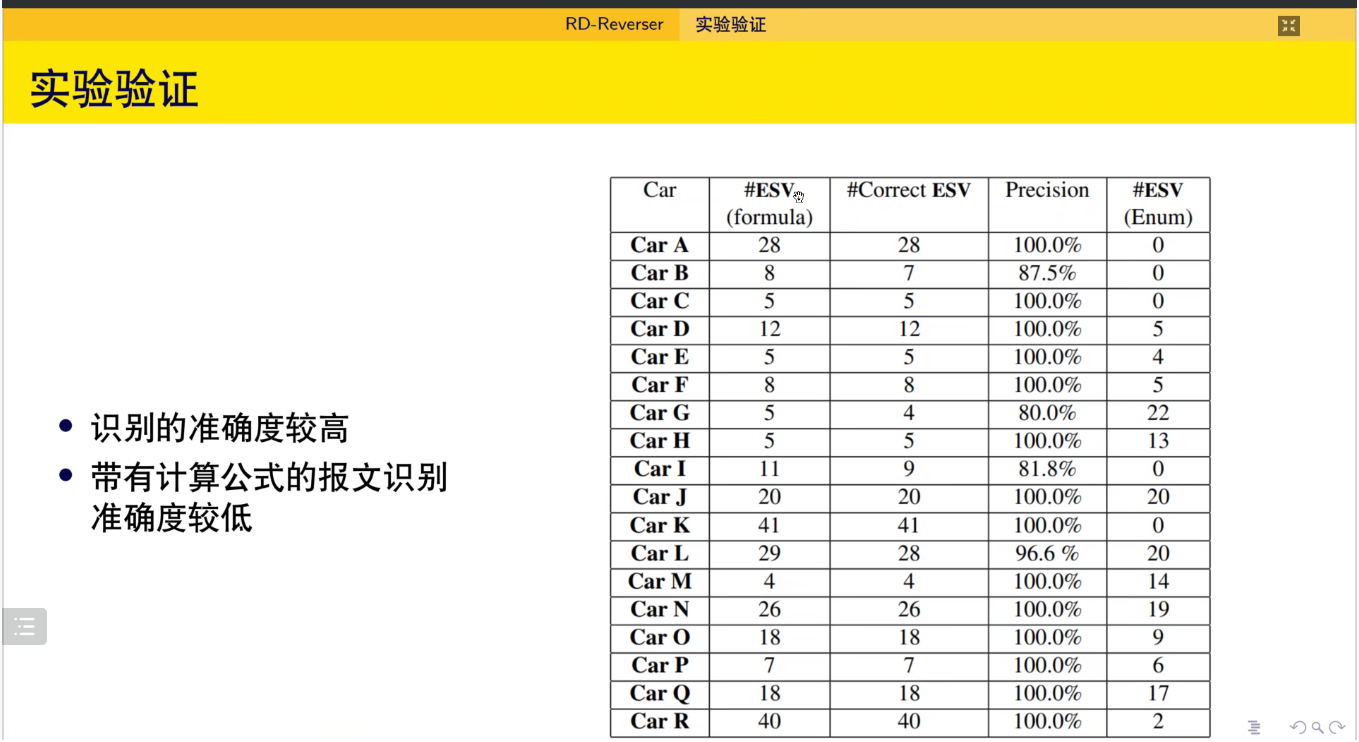 RD-Reverser 实验验证
实验验证
识别的准确度较高
带有计算公式的报文识别
准确度较低
Car #ESV #Correct ESV Precision #ESV
(formula) (Enum)
Car A 28 28 100.0% 0
Car B 8 7 87.5% 0
Car C 5 5 100.0% 0
Car D 12 12 100.0% 5
Car E 5 5 100.0% 4
Car F 8 8 100.0% 5
Car G 5 4 80.0% 22
Car H 5 5 100.0% 13
Car I 11 9 81.8% 0
Car J 20 20 100.0% 20
Car K 41 41 100.0% 0
Car L 29 28 96.6 % 20
Car M 4 4 100.0% 14
Car N 26 26 100.0% 19
Car O 18 18 100.0% 9
Car P 7 7 100.0% 6
Car Q 18 18 100.0% 17
Car R 40 40 100.0% 2